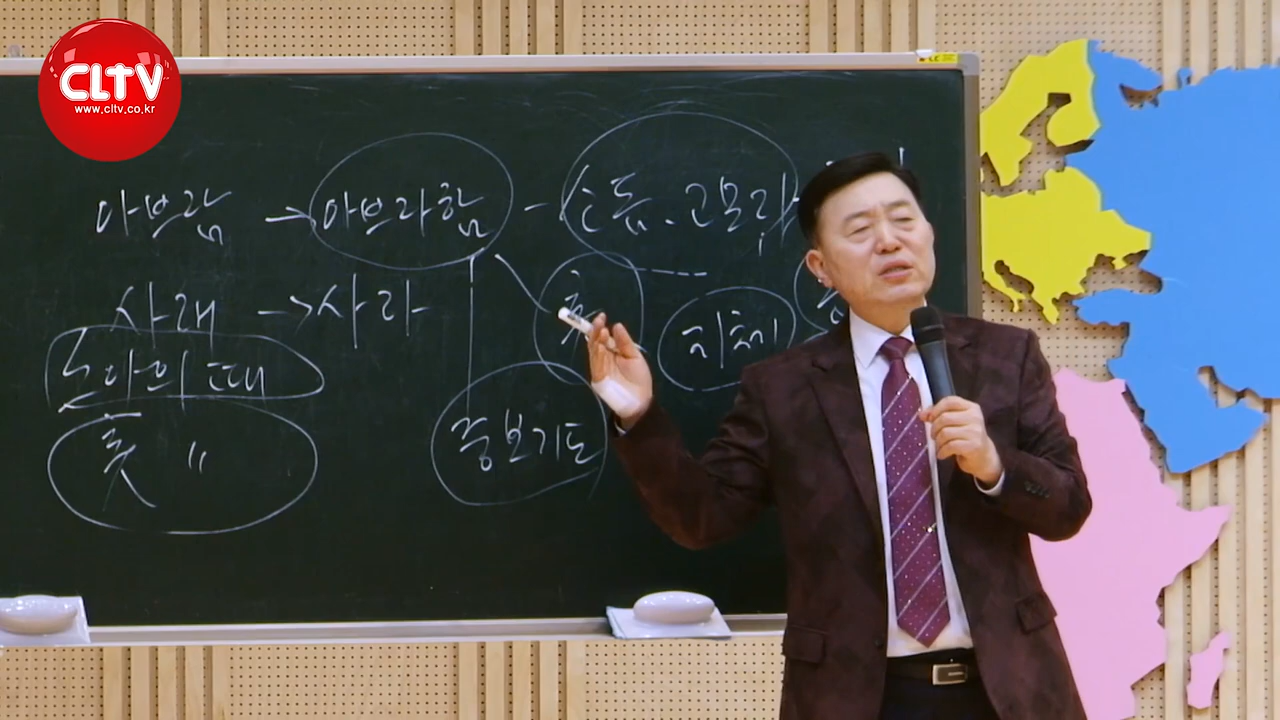 CLTV
www.cltv.co.kr
아브람 → 아브라함 - 소돔.고모라
사래 → 사라
노아의 때
롯 〃
롯
지체
중보기도